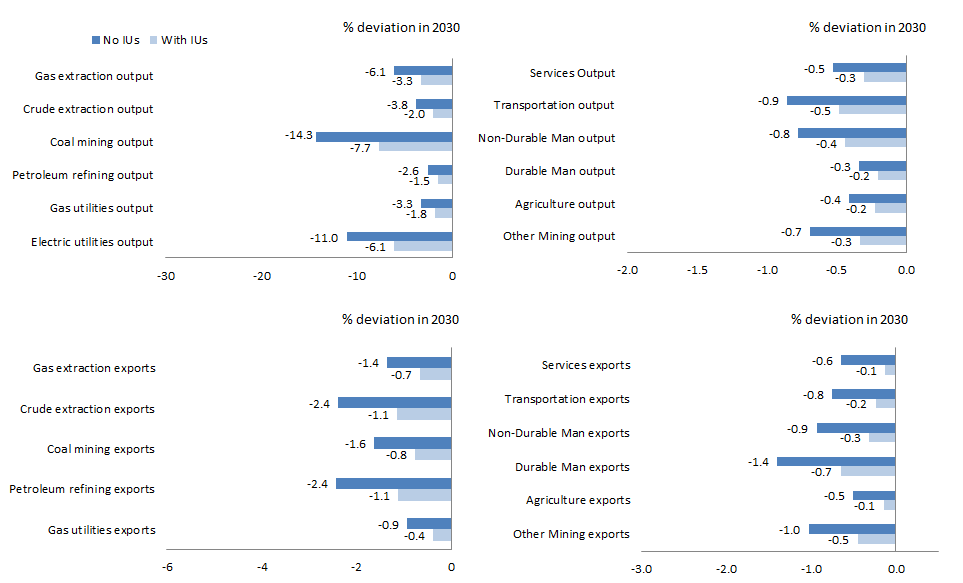 % deviation in 2030
No IUs
With IUs
Gas extraction output
-6.1
-3.3
Crude extraction output
-3.8
-2.0
Coal mining output
-14.3
-7.7
Petroleum refining output
-2.6
-1.5
Gas utilities output
-3.3
-1.8
Electric utilities output
-11.0
-6.1
-30 -20 -10 0
% deviation in 2030
Services Output
-0.5
-0.3
Transportation output
-0.9
-0.5
Non-Durable Man output
-0.8
-0.4
Durable Man output
-0.3
-0.2
Agriculture output
-0.4
-0.2
Other Mining output
-0.7
-0.3
-2.0 -1.5 -1.0 -0.5 0.0
% deviation in 2030
Gas extraction exports
-1.4
-0.7
Crude extraction exports
-2.4
-1.1
Coal mining exports
-1.6
-0.8
Petroleum refining exports
-2.4
-1.1
Gas utilities exports
-0.9
-0.4
-6 -4 -2 0
% deviation in 2030
Services exports
-0.6
-0.1
Transportation exports
-0.8
-0.2
Non-Durable Man exports
-0.9
-0.3
Durable Man exports
-1.4
-0.7
Agriculture exports
-0.5
-0.1
Other Mining exports
-1.0
-0.5
-3.0 -2.0 -1.0 0.0